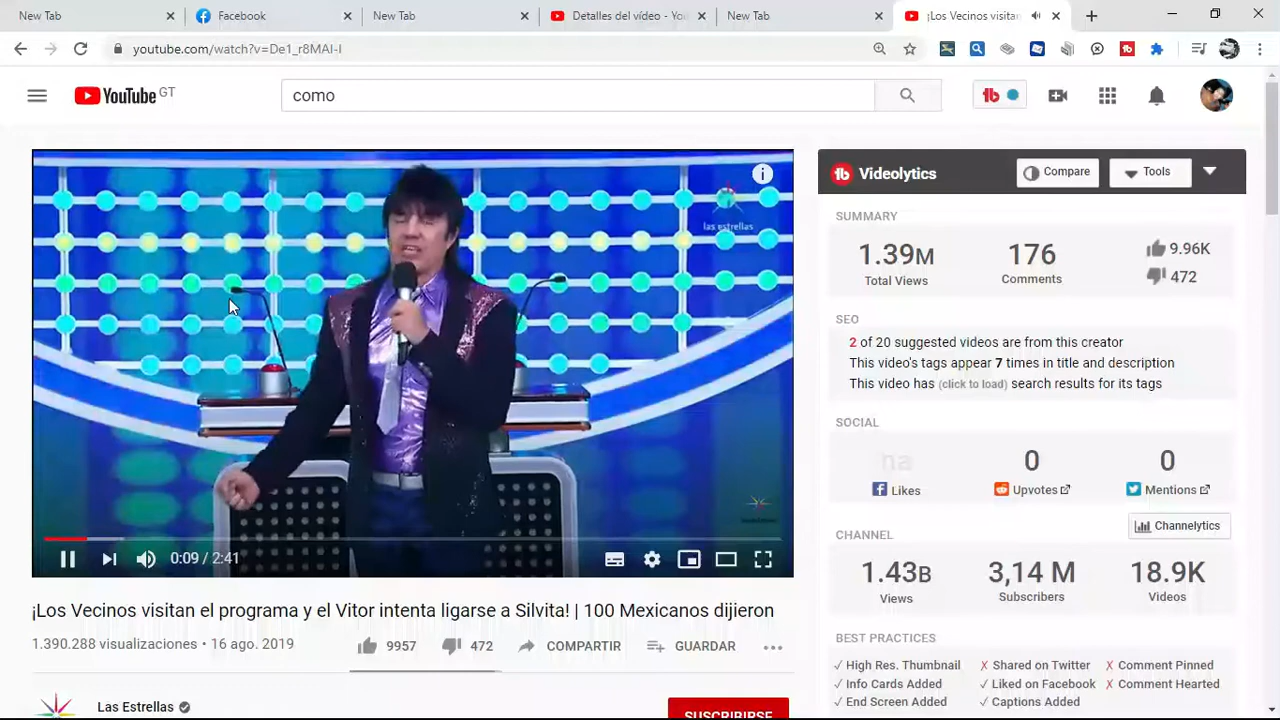 New Tab
Facebook
New Tab
Detalles del vídeo - You
New Tab
¡Los Vecinos visitan
youtube.com/watch?v=De1_r8MAI-I
YouTube GT
como
las estrellas
Videolytics
Compare
Tools
SUMMARY
1.39M
176
9.96K
Total Views
Comments
472
SEO
2 of 20 suggested videos are from this creator
This video's tags appear 7 times in title and description
This video has (click to load) search results for its tags
SOCIAL
na
0
0
Likes
Upvotes
Mentions
Channelytics
CHANNEL
1.43B
3,14 M
18.9K
Views
Subscribers
Videos
BEST PRACTICES
✓ High Res. Thumbnail
✗ Shared on Twitter
✗ Comment Pinned
✓ Info Cards Added
✓ Liked on Facebook
✗ Comment Hearted
✓ End Screen Added
✓ Captions Added
0:09 / 2:41
¡Los Vecinos visitan el programa y el Vitor intenta ligarse a Silvita! | 100 Mexicanos dijieron
1.390.288 visualizaciones • 16 ago. 2019
9957
472
COMPARTIR
GUARDAR
Las Estrellas
SUSCRIBIRSE